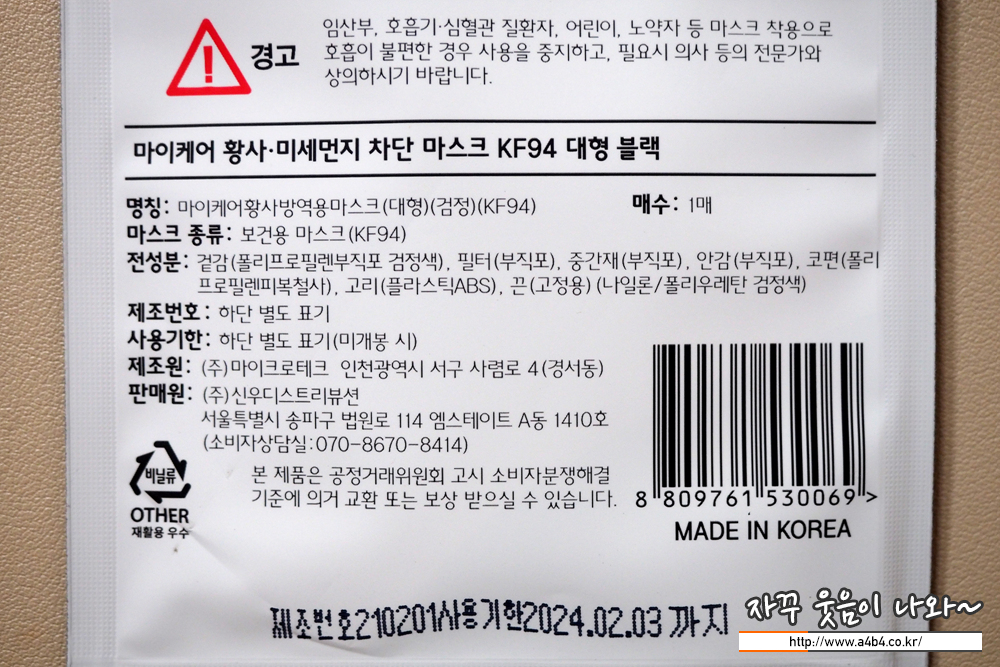 경고
임산부, 호흡기·심혈관 질환자, 어린이, 노약자 등 마스크 착용으로
호흡이 불편한 경우 사용을 중지하고, 필요시 의사 등의 전문가와
상의하시기 바랍니다.
마이케어 황사·미세먼지 차단 마스크 KF94 대형 블랙
명칭: 마이케어황사방역용마스크(대형)(검정)(KF94) 매수: 1매
마스크 종류: 보건용 마스크(KF94)
전성분: 겉감(폴리프로필렌부직포 검정색), 필터(부직포), 중간재(부직포), 안감(부직포), 코편(폴리
프로필렌피복철사), 고리(플라스틱ABS), 끈(고정용) (나일론/폴리우레탄 검정색)
제조번호: 하단 별도 표기
사용기한: 하단 별도 표기(미개봉 시)
제조원: (주)마이크로테크 인천광역시 서구 사렴로 4(경서동)
판매원: (주)신우디스트리뷰션
서울특별시 송파구 법원로 114 엠스테이트 A동 1410호
(소비자상담실:070-8670-8414)
비닐류
OTHER
재활용 우수
본 제품은 공정거래위원회 고시 소비자분쟁해결
기준에 의거 교환 또는 보상 받으실 수 있습니다.
8 809761 530069 >
MADE IN KOREA
제조번호210201사용기한2024.02.03 까지
자꾸 웃음이 나와~
http://www.a4b4.co.kr/